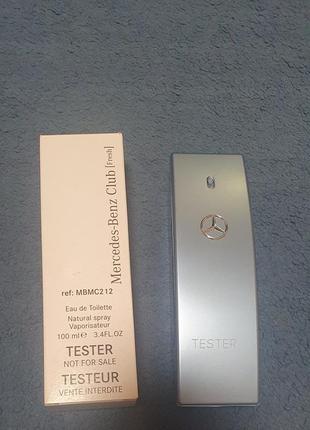 Mercedes-Benz Club [Fresh]
ref: MBMC212
Eau de Toilette
Natural spray
Vaporisateur
100 ml ℮ 3.4FL.OZ
TESTER
NOT FOR SALE
TESTEUR
VENTE INTERDITE
TESTER